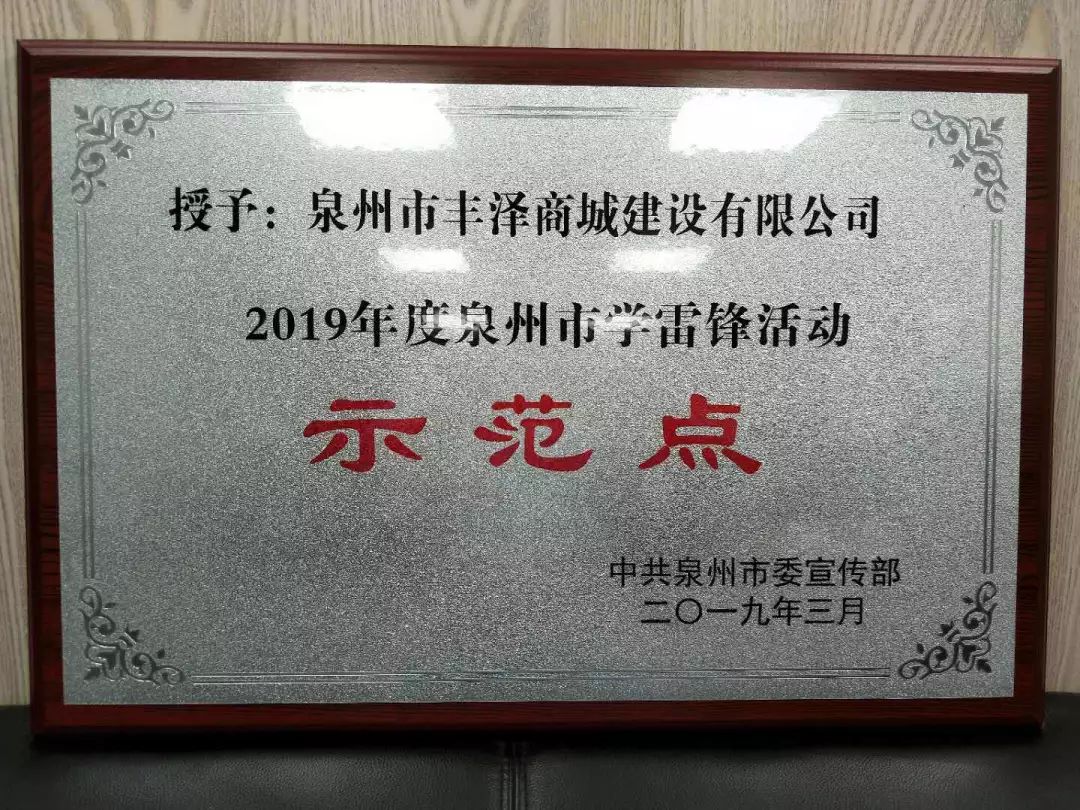 授予：泉州市丰泽商城建设有限公司
2019年度泉州市学雷锋活动
示范点
中共泉州市委宣传部
二〇一九年三月